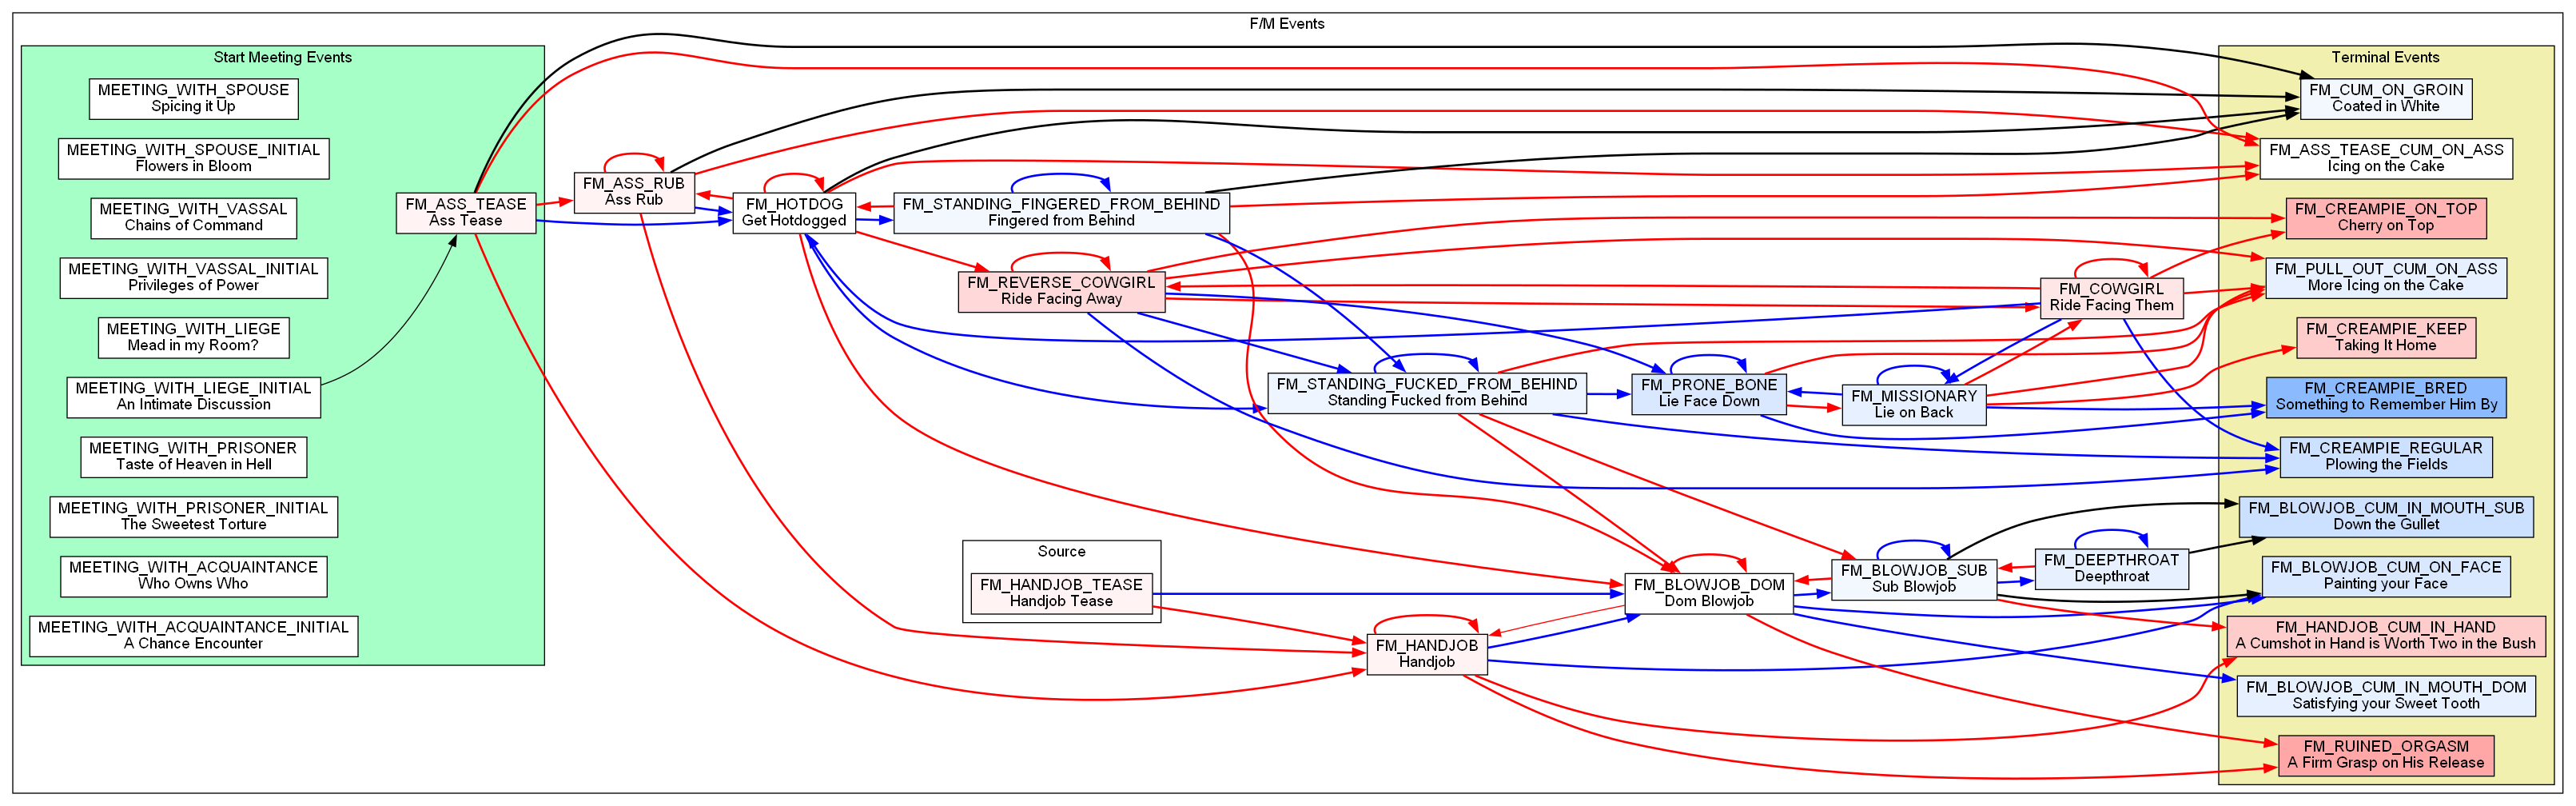 F/M Events
Start Meeting Events
MEETING_WITH_SPOUSE
Spicing it Up
MEETING_WITH_SPOUSE_INITIAL
Flowers in Bloom
MEETING_WITH_VASSAL
Chains of Command
MEETING_WITH_VASSAL_INITIAL
Privileges of Power
MEETING_WITH_LIEGE
Mead in my Room?
MEETING_WITH_LIEGE_INITIAL
An Intimate Discussion
MEETING_WITH_PRISONER
Taste of Heaven in Hell
MEETING_WITH_PRISONER_INITIAL
The Sweetest Torture
MEETING_WITH_ACQUAINTANCE
Who Owns Who
MEETING_WITH_ACQUAINTANCE_INITIAL
A Chance Encounter
FM_ASS_TEASE
Ass Tease
FM_ASS_RUB
Ass Rub
FM_HOTDOG
Get Hotdogged
FM_STANDING_FINGERED_FROM_BEHIND
Fingered from Behind
FM_REVERSE_COWGIRL
Ride Facing Away
Source
FM_HANDJOB_TEASE
Handjob Tease
FM_STANDING_FUCKED_FROM_BEHIND
Standing Fucked from Behind
FM_HANDJOB
Handjob
FM_PRONE_BONE
Lie Face Down
FM_BLOWJOB_DOM
Dom Blowjob
FM_MISSIONARY
Lie on Back
FM_BLOWJOB_SUB
Sub Blowjob
FM_COWGIRL
Ride Facing Them
FM_DEEPTHROAT
Deepthroat
Terminal Events
FM_CUM_ON_GROIN
Coated in White
FM_ASS_TEASE_CUM_ON_ASS
Icing on the Cake
FM_CREAMPIE_ON_TOP
Cherry on Top
FM_PULL_OUT_CUM_ON_ASS
More Icing on the Cake
FM_CREAMPIE_KEEP
Taking It Home
FM_CREAMPIE_BRED
Something to Remember Him By
FM_CREAMPIE_REGULAR
Plowing the Fields
FM_BLOWJOB_CUM_IN_MOUTH_SUB
Down the Gullet
FM_BLOWJOB_CUM_ON_FACE
Painting your Face
FM_HANDJOB_CUM_IN_HAND
A Cumshot in Hand is Worth Two in the Bush
FM_BLOWJOB_CUM_IN_MOUTH_DOM
Satisfying your Sweet Tooth
FM_RUINED_ORGASM
A Firm Grasp on His Release